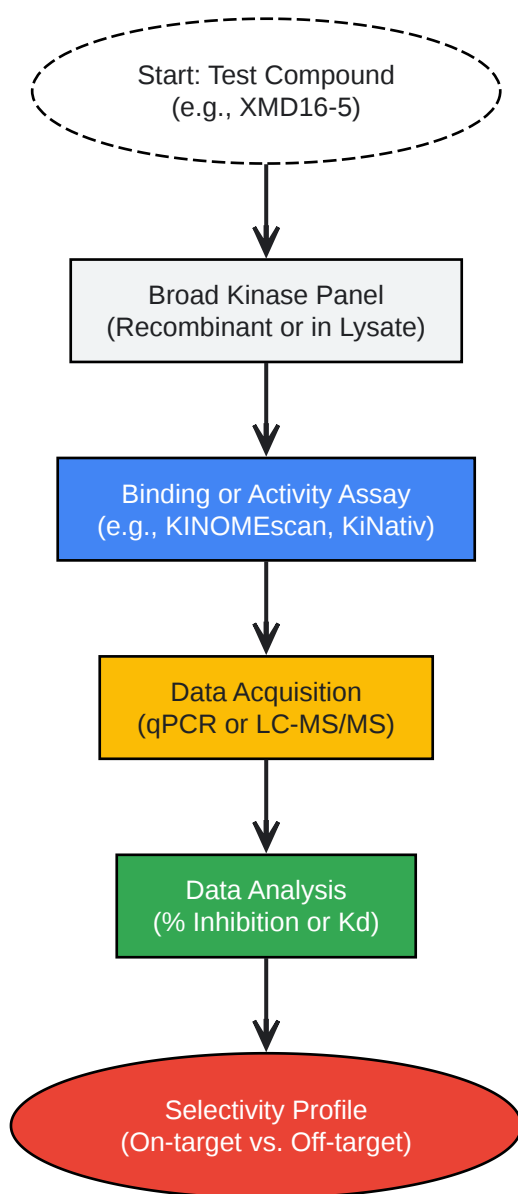 Start: Test Compound
(e.g., XMD16-5)
Broad Kinase Panel
(Recombinant or in Lysate)
Binding or Activity Assay
(e.g., KINOMEscan, KiNativ)
Data Acquisition
(qPCR or LC-MS/MS)
Data Analysis
(% Inhibition or Kd)
Selectivity Profile
(On-target vs. Off-target)